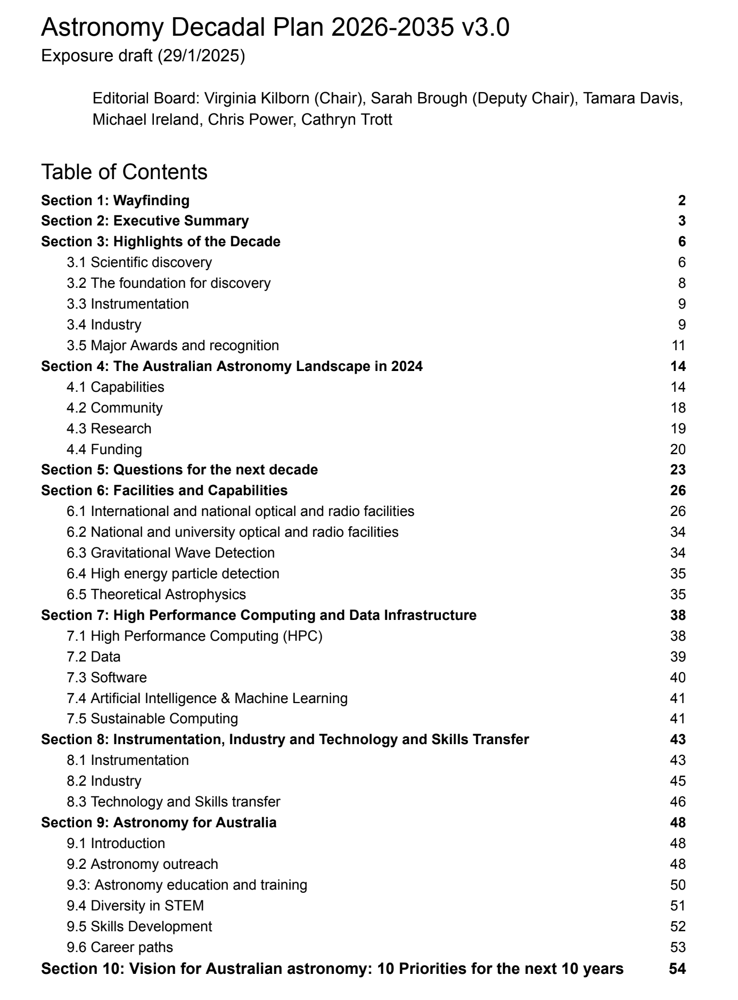 Astronomy Decadal Plan 2026-2035 v3.0
Exposure draft (29/1/2025)
Editorial Board: Virginia Kilborn (Chair), Sarah Brough (Deputy Chair), Tamara Davis,
Michael Ireland, Chris Power, Cathryn Trott
Table of Contents
Section 1: Wayfinding 2
Section 2: Executive Summary 3
Section 3: Highlights of the Decade 6
3.1 Scientific discovery 6
3.2 The foundation for discovery 8
3.3 Instrumentation 9
3.4 Industry 9
3.5 Major Awards and recognition 11
Section 4: The Australian Astronomy Landscape in 2024 14
4.1 Capabilities 14
4.2 Community 18
4.3 Research 19
4.4 Funding 20
Section 5: Questions for the next decade 23
Section 6: Facilities and Capabilities 26
6.1 International and national optical and radio facilities 26
6.2 National and university optical and radio facilities 34
6.3 Gravitational Wave Detection 34
6.4 High energy particle detection 35
6.5 Theoretical Astrophysics 35
Section 7: High Performance Computing and Data Infrastructure 38
7.1 High Performance Computing (HPC) 38
7.2 Data 39
7.3 Software 40
7.4 Artificial Intelligence & Machine Learning 41
7.5 Sustainable Computing 41
Section 8: Instrumentation, Industry and Technology and Skills Transfer 43
8.1 Instrumentation 43
8.2 Industry 45
8.3 Technology and Skills transfer 46
Section 9: Astronomy for Australia 48
9.1 Introduction 48
9.2 Astronomy outreach 48
9.3: Astronomy education and training 50
9.4 Diversity in STEM 51
9.5 Skills Development 52
9.6 Career paths 53
Section 10: Vision for Australian astronomy: 10 Priorities for the next 10 years 54